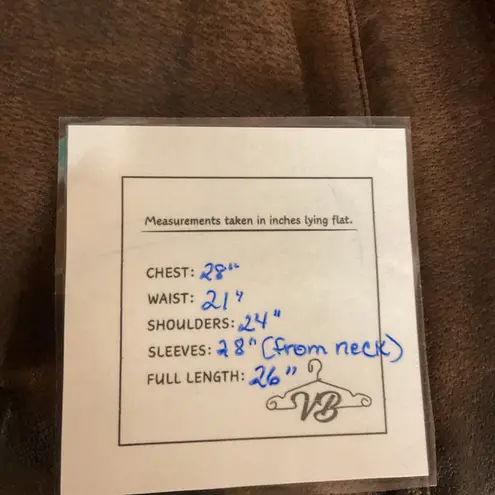 Measurements taken in inches lying flat.
CHEST: 28"
WAIST: 21"
SHOULDERS: 24"
SLEEVES: 28" (from neck)
FULL LENGTH: 26"
VB